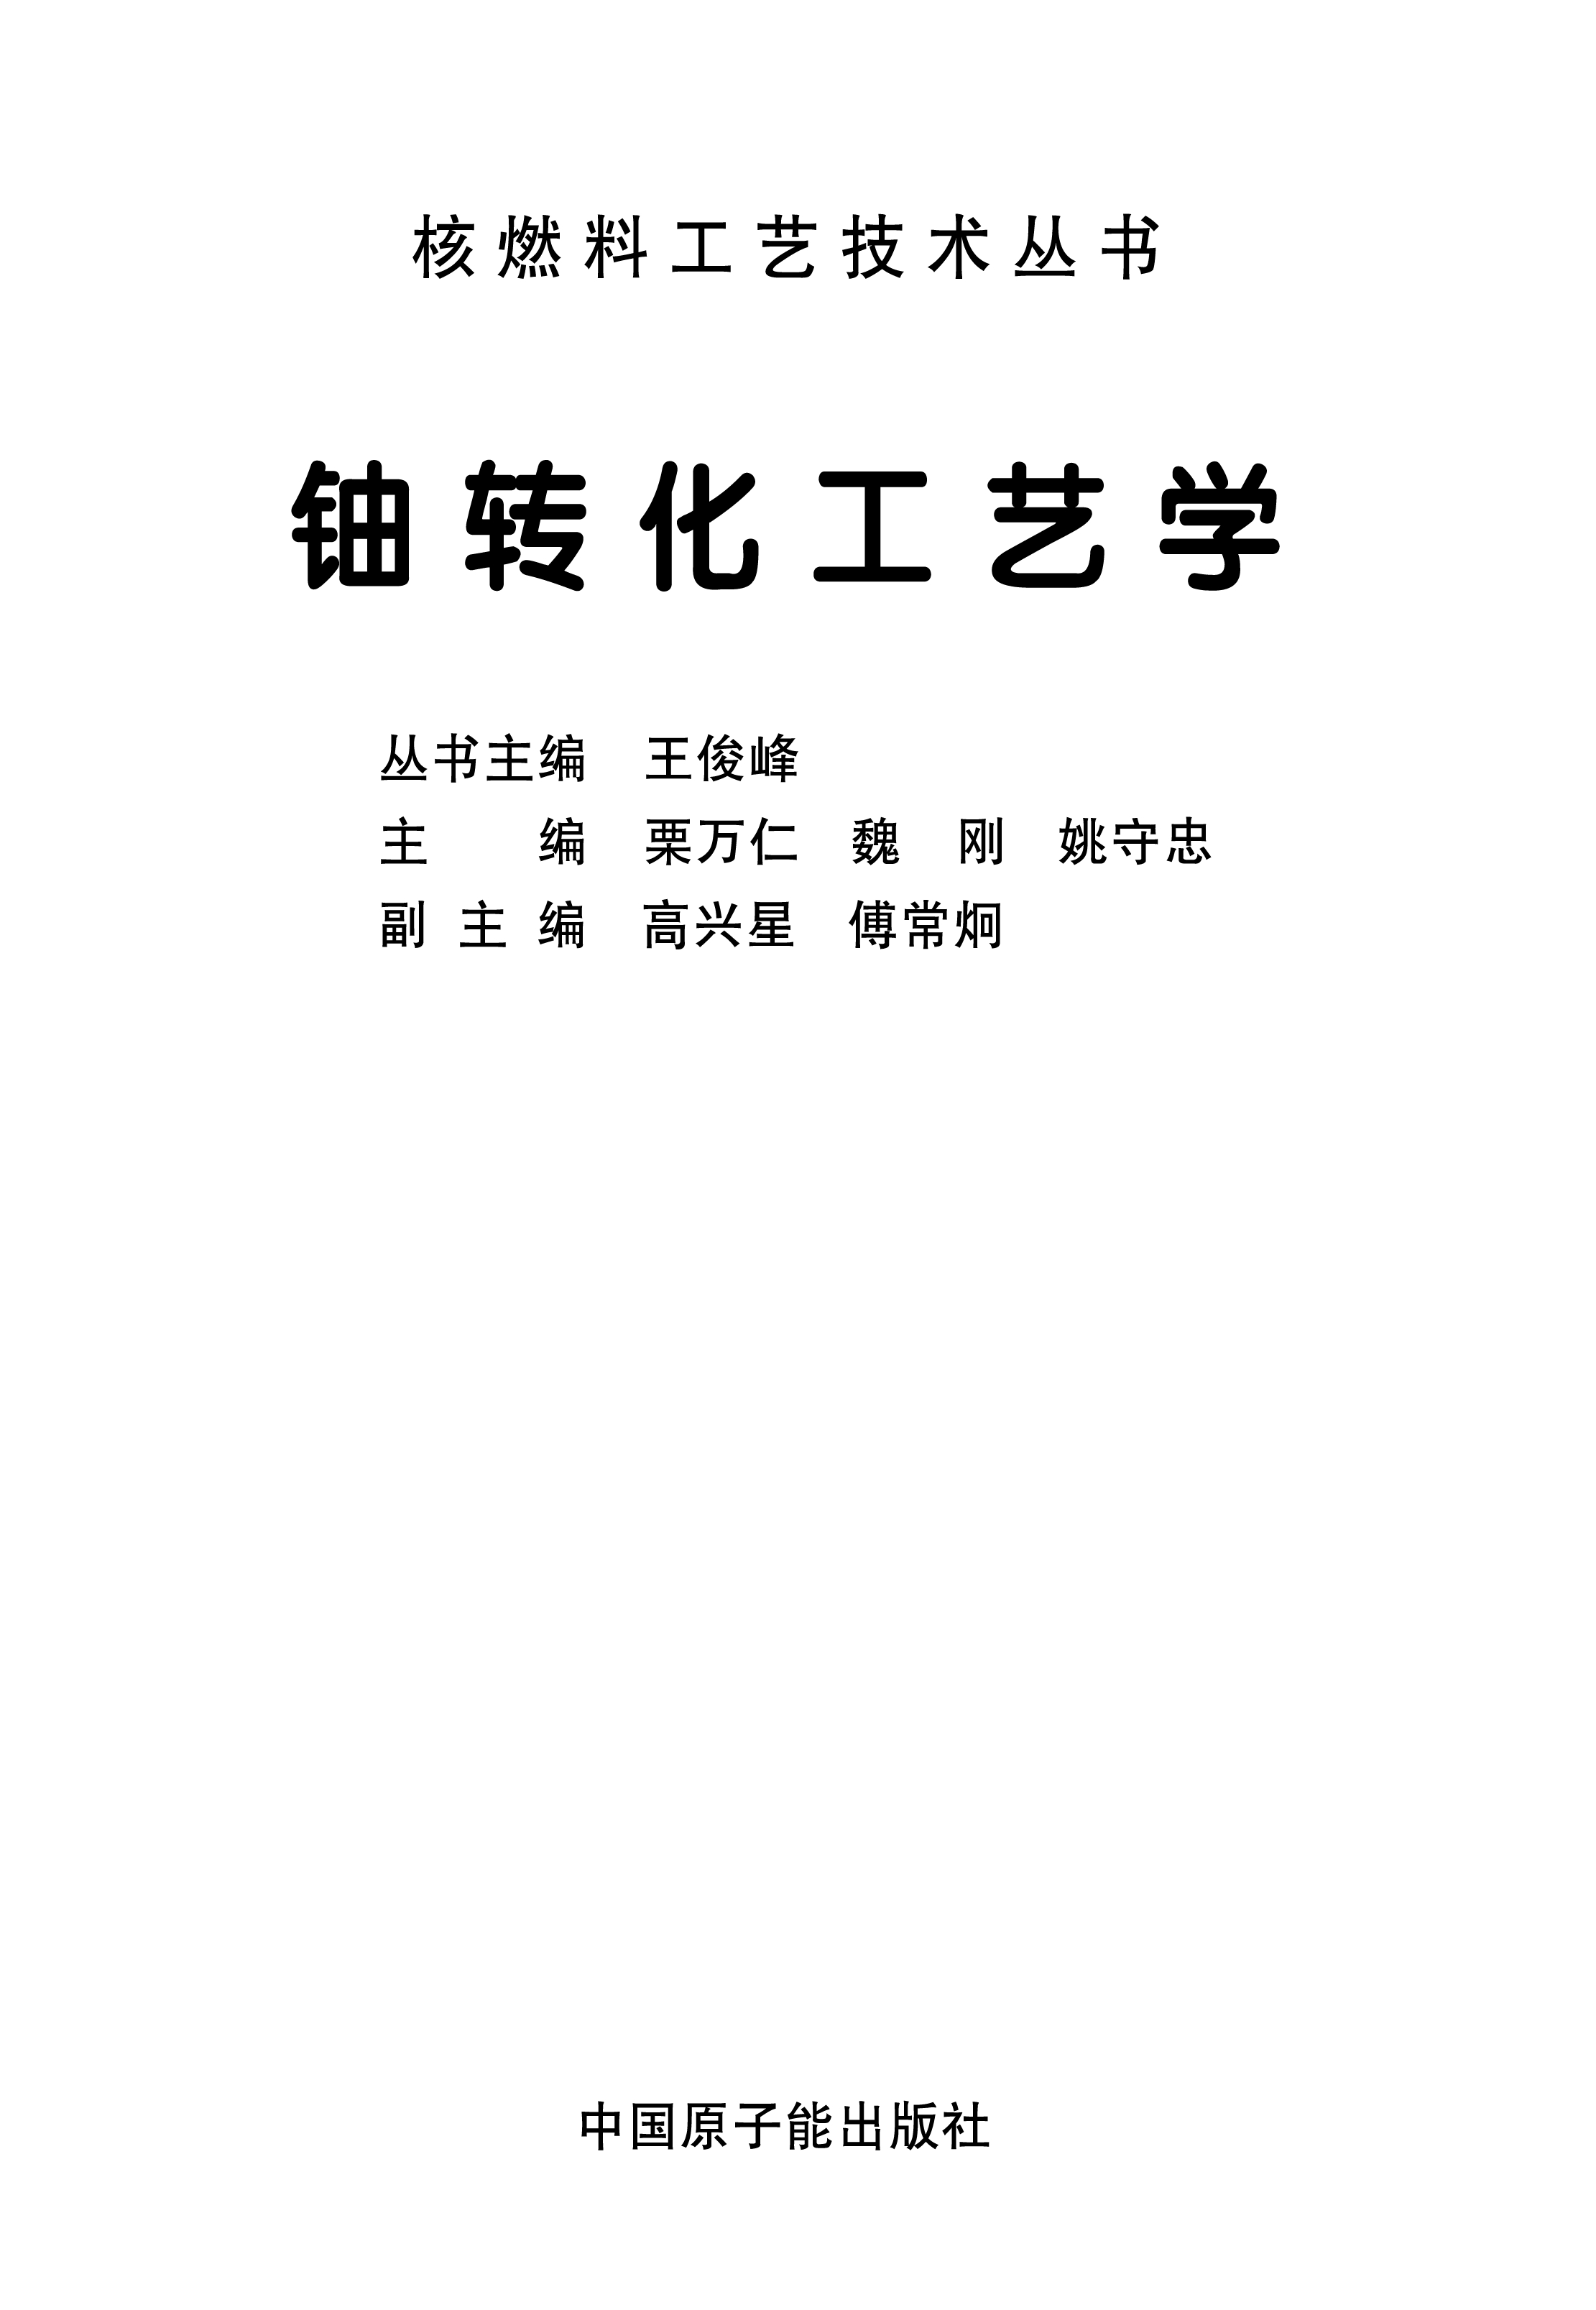 核燃料工艺技术丛书
铀转化工艺学
丛书主编 王俊峰
主 编 栗万仁 魏 刚 姚守忠
副主编 高兴星 傅常炯
中国原子能出版社